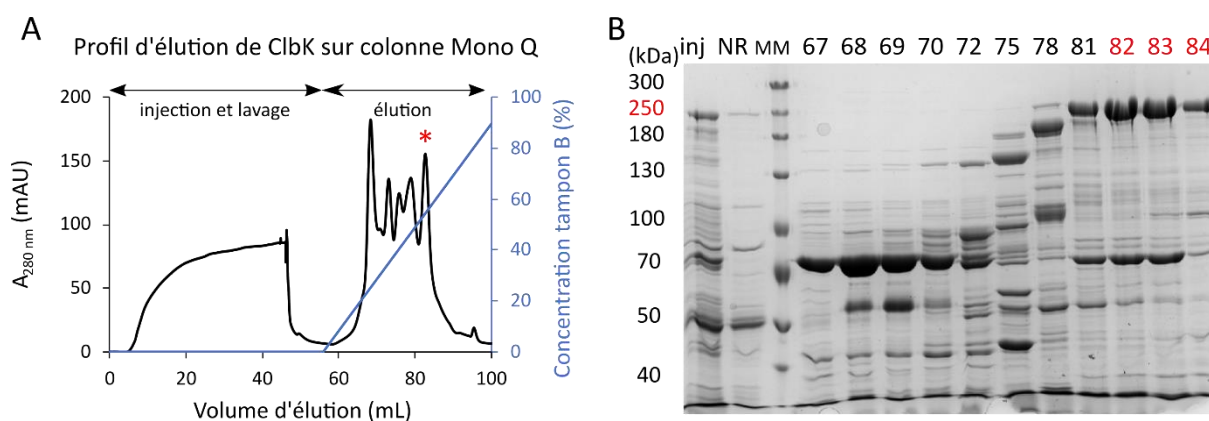 A
Profil d'élution de ClbK sur colonne Mono Q
injection et lavage
élution
*
200
150
100
50
0
A280 nm (mAU)
100
80
60
40
20
0
Concentration tampon B (%)
0 20 40 60 80 100
Volume d'élution (mL)
B
inj NR MM 67 68 69 70 72 75 78 81 82 83 84
(kDa)
300
250
180
130
100
70
50
40